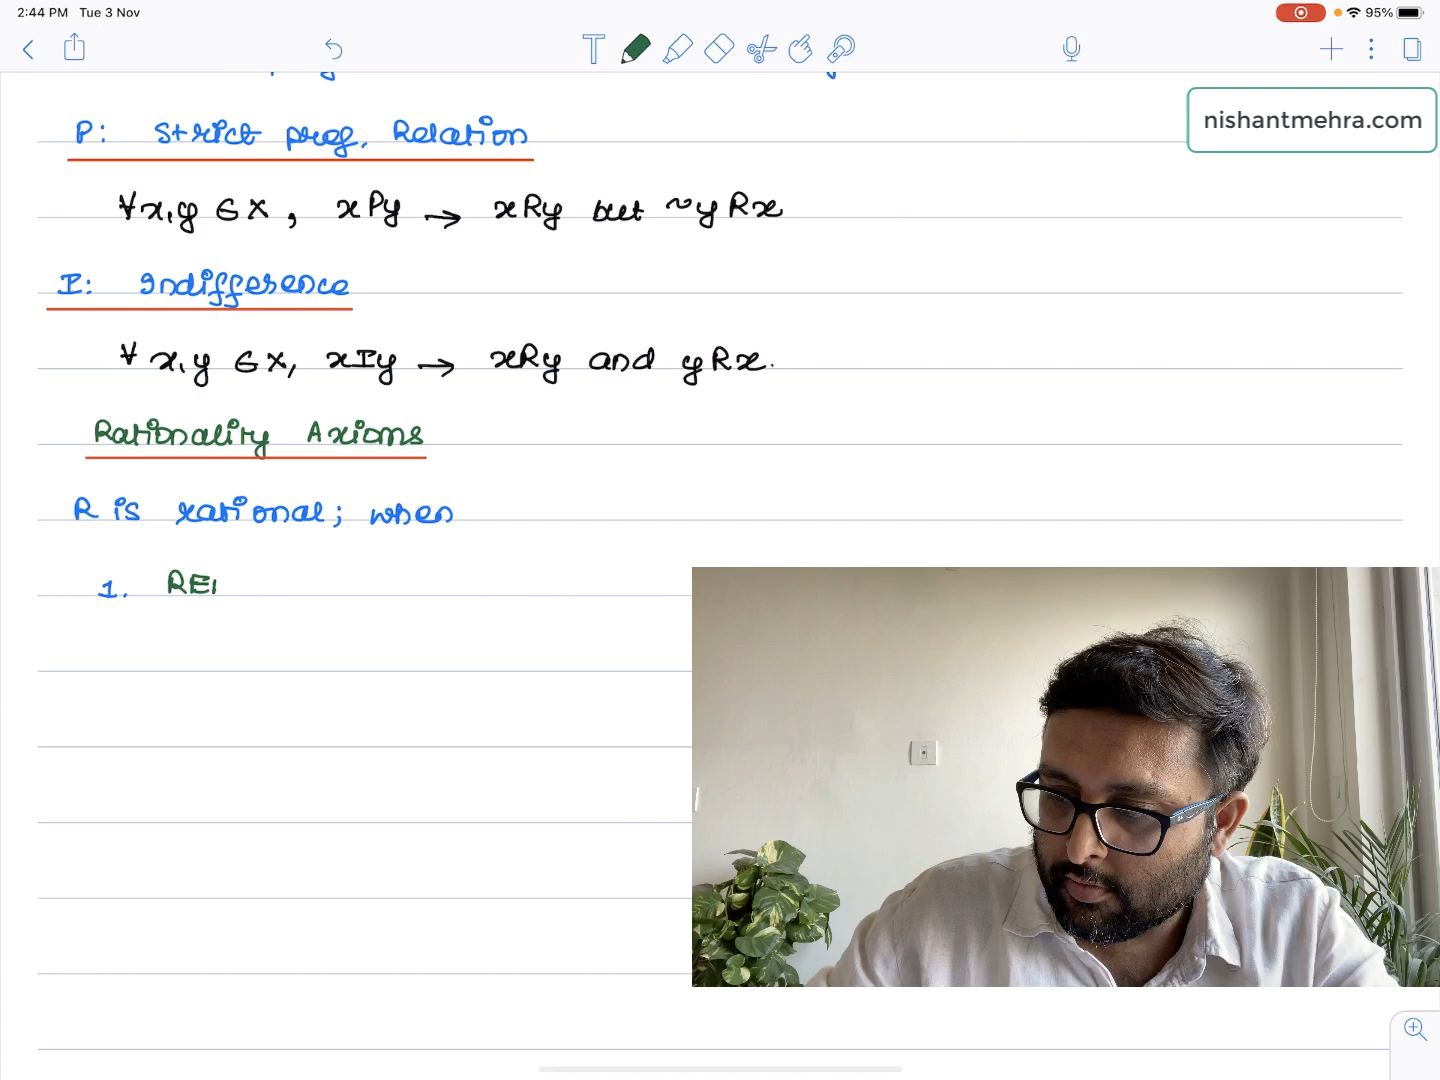 2:44 PM Tue 3 Nov 95%
T
nishantmehra.com
P: Strict pref. Relation
∀x,y ∈ X, xPy → xRy but ~yRx
I: Indifference
∀ x,y ∈ X, xIy → xRy and yRx.
Rationality Axioms
R is rational; when
1. REI